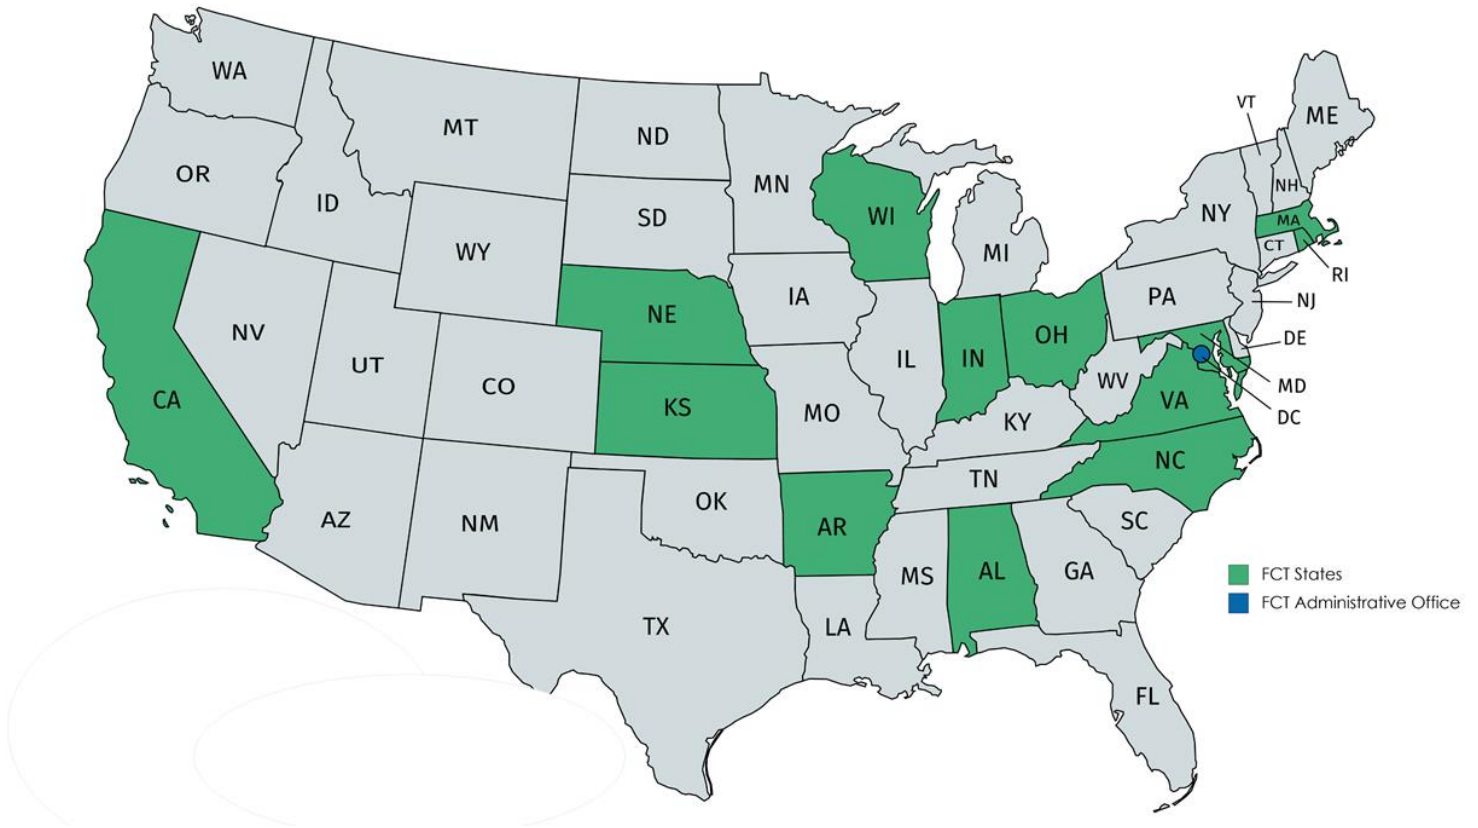 WA
MT
ND
MN
OR
ID
SD
WI
WY
MI
NY
VT
ME
NH
MA
CT
RI
NE
IA
PA
NJ
NV
UT
CO
IL
IN
OH
DE
CA
KS
MO
WV
VA
MD
DC
KY
NC
TN
AZ
NM
OK
AR
SC
MS
AL
GA
TX
LA
FL
FCT States
FCT Administrative Office